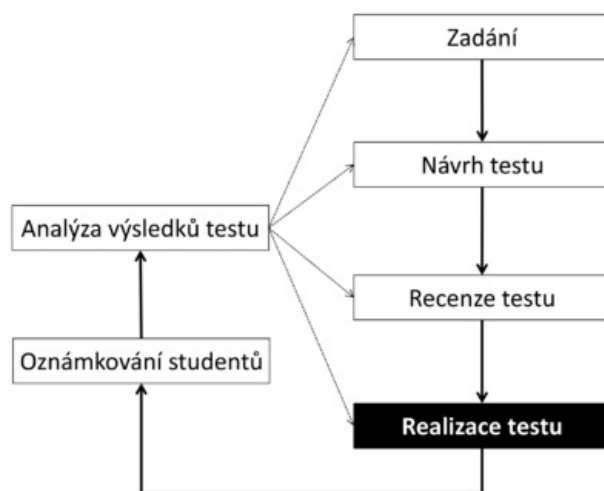 Zadání
Návrh testu
Analýza výsledků testu
Recenze testu
Oznámkování studentů
Realizace testu